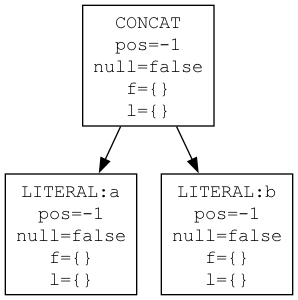 CONCAT
pos=-1
null=false
f={}
l={}
LITERAL:a
pos=-1
null=false
f={}
l={}
LITERAL:b
pos=-1
null=false
f={}
l={}